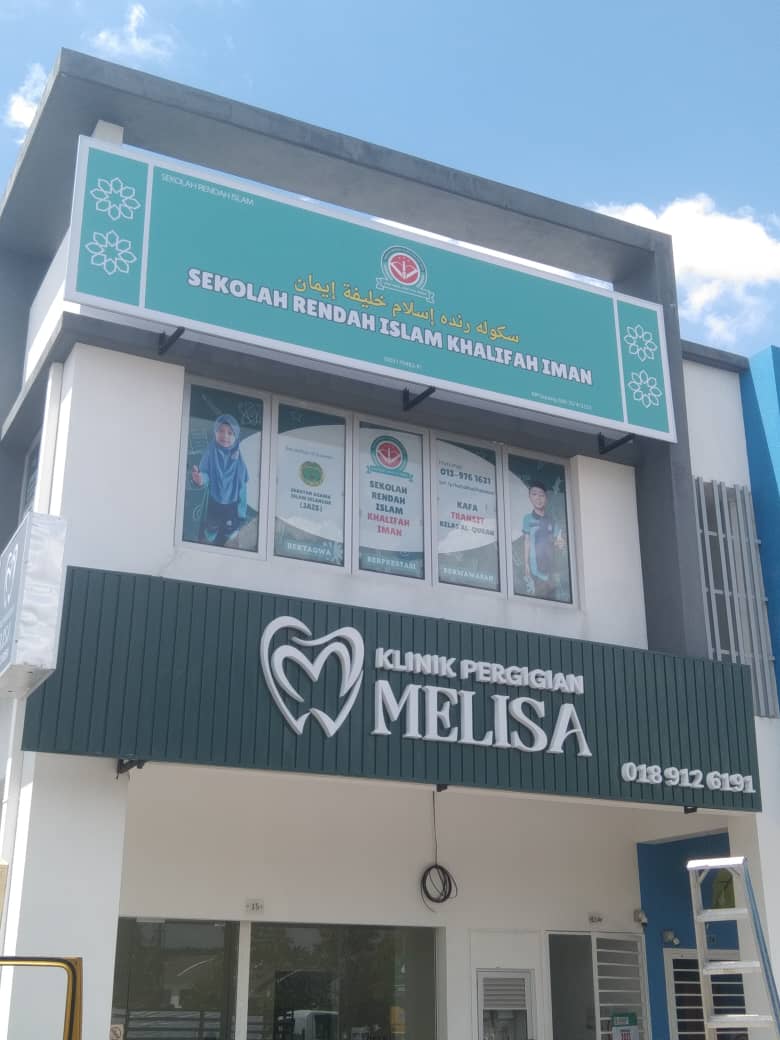 SEKOLAH RENDAH ISLAM
سكوله رنده إسلام خليفة إيمان
SEKOLAH RENDAH ISLAM KHALIFAH IMAN
JABATAN AGAMA
ISLAM SELANGOR
(JAIS)
BERTAQWA
SEKOLAH
RENDAH
ISLAM
KHALIFAH
IMAN
BERPRESTASI
013-976 1631
KAFA
TRANSIT
KELAS AL-QURAN
BERWAWASAN
KLINIK PERGIGIAN
MELISA
018 912 6191